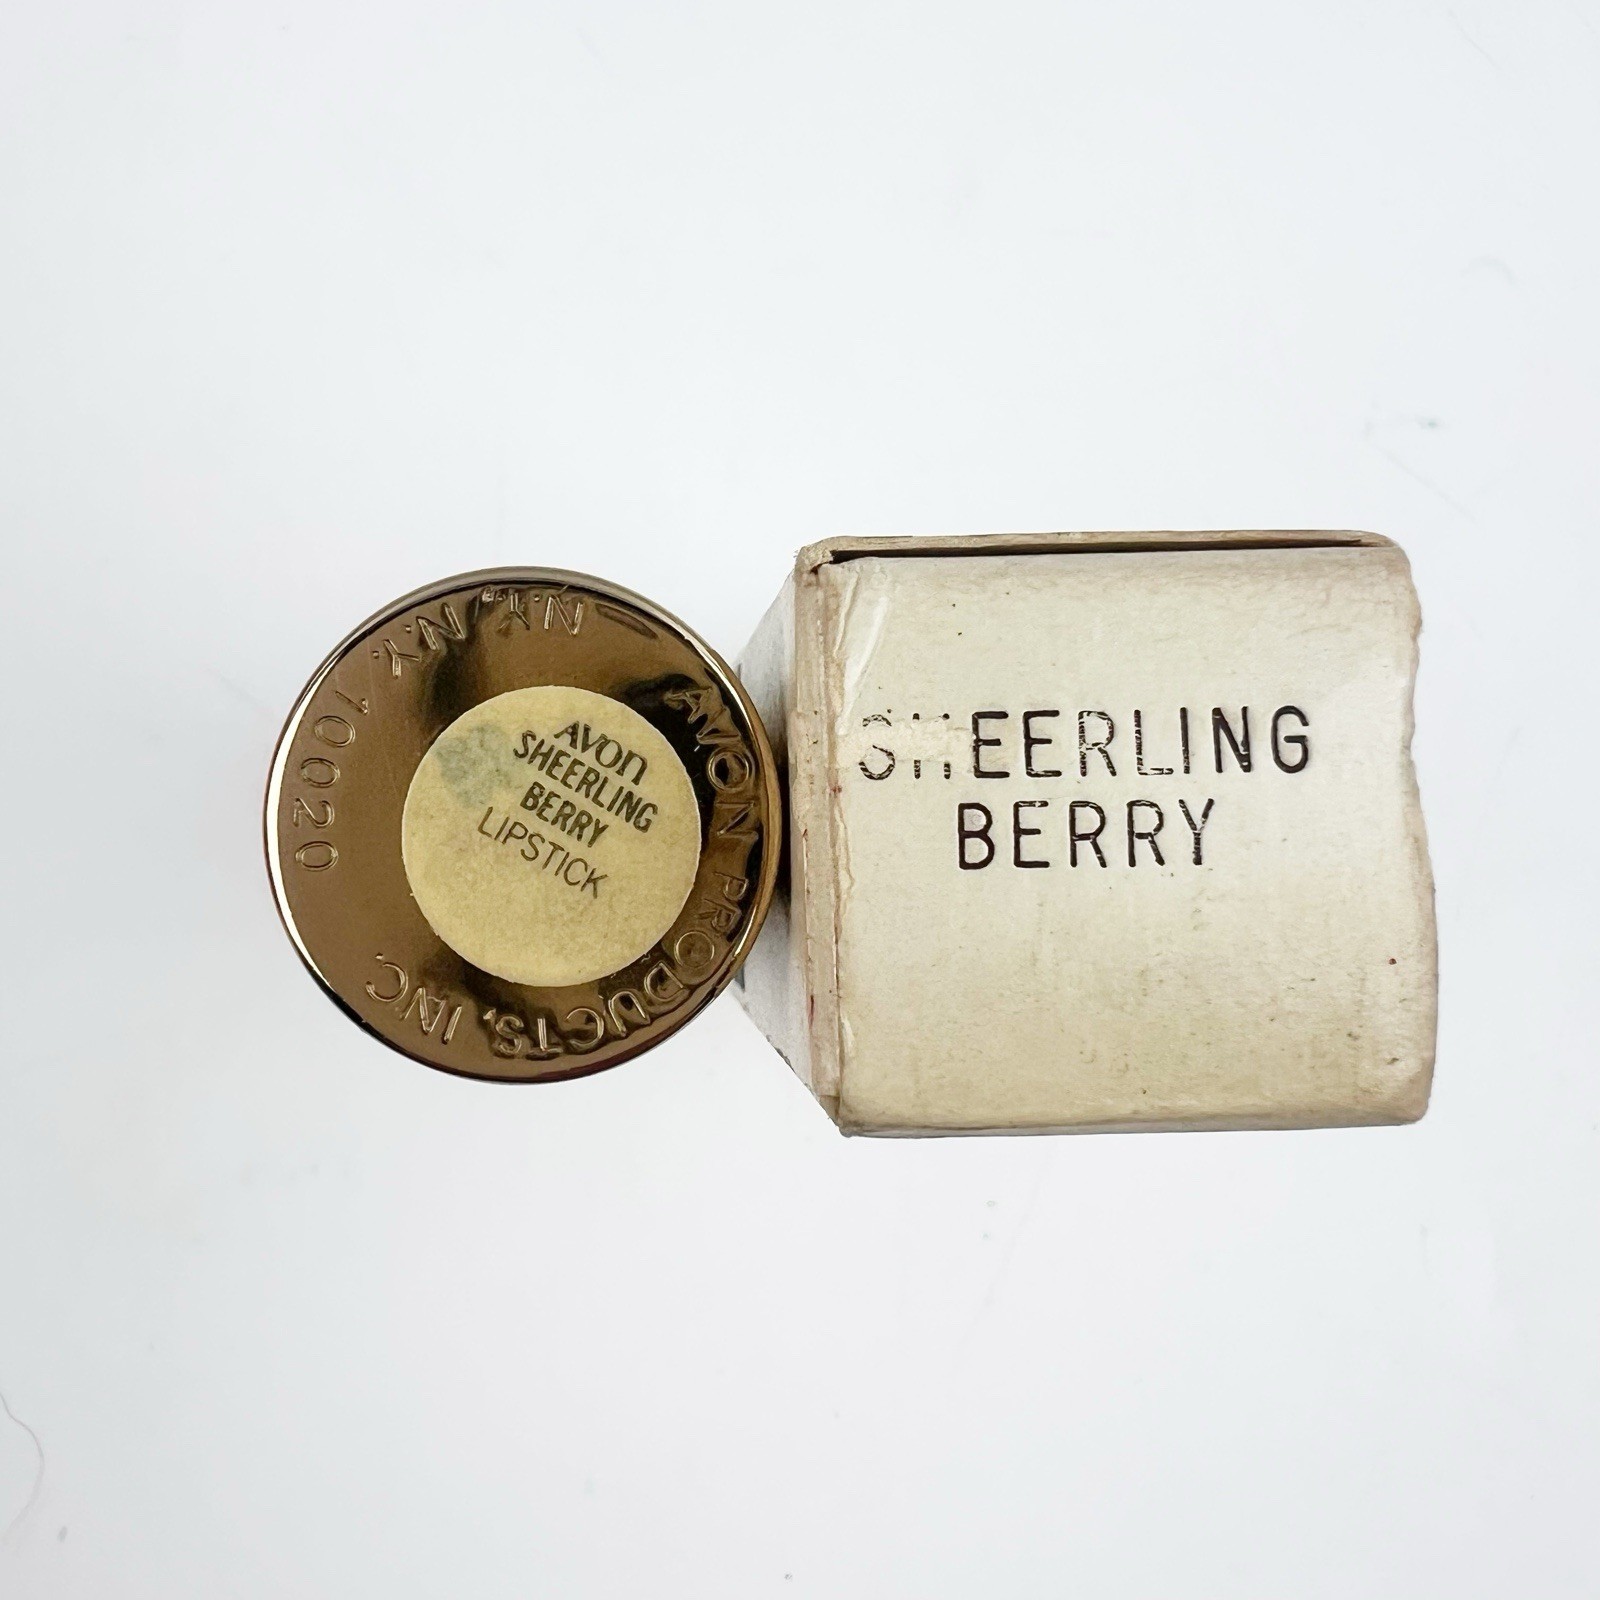 AVON PRODUCTS, INC.
N.Y. N.Y. 10020
AVON
SHEERLING
BERRY
LIPSTICK
SHEERLING
BERRY